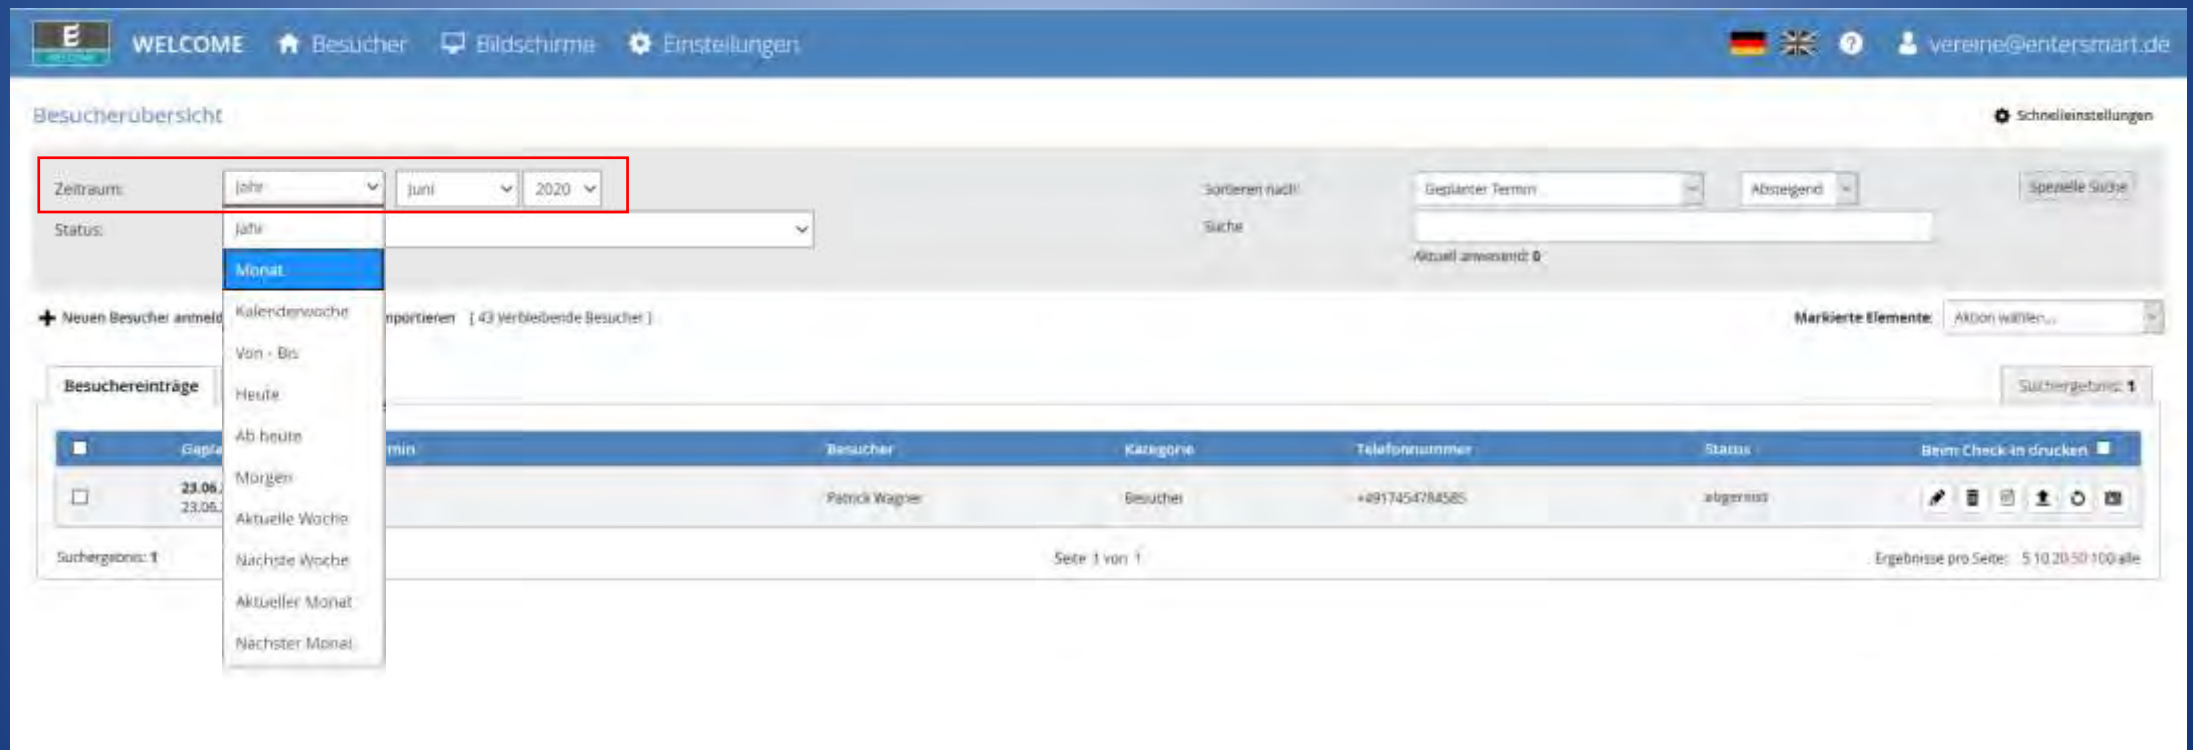 E
WELCOME
WELCOME Besucher Bildschirme Einstellungen ? vereine@entersmart.de
Besucherübersicht Schnelleinstellungen
Zeitraum: Jahr Juni 2020 Sortieren nach: Geplanter Termin Absteigend Spezielle Suche
Status: Suche
Jahr
Monat
Kalenderwoche
Von - Bis
Heute
Ab heute
Morgen
Aktuelle Woche
Nächste Woche
Aktueller Monat
Nächster Monat
Aktuell anwesend: 0
Neuen Besucher anmeld mportieren [ 43 Verbleibende Besucher ] Markierte Elemente: Aktion wählen...
Besuchereinträge Suchergebnis: 1
Gepla rmin Besucher Kategorie Telefonnummer Status Beim Check-in drucken
23.06. Patrick Wagner Besucher +4917454784585 abgereist
23.06.
Suchergebnis: 1 Seite 1 von 1 Ergebnisse pro Seite: 5 10 20 50 100 alle